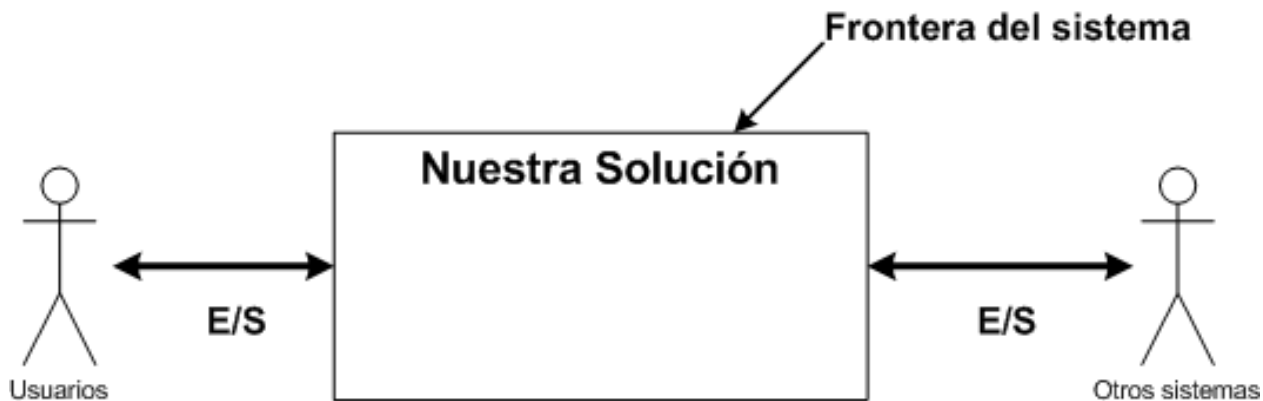 Frontera del sistema
Nuestra Solución
E/S
E/S
Usuarios
Otros sistemas